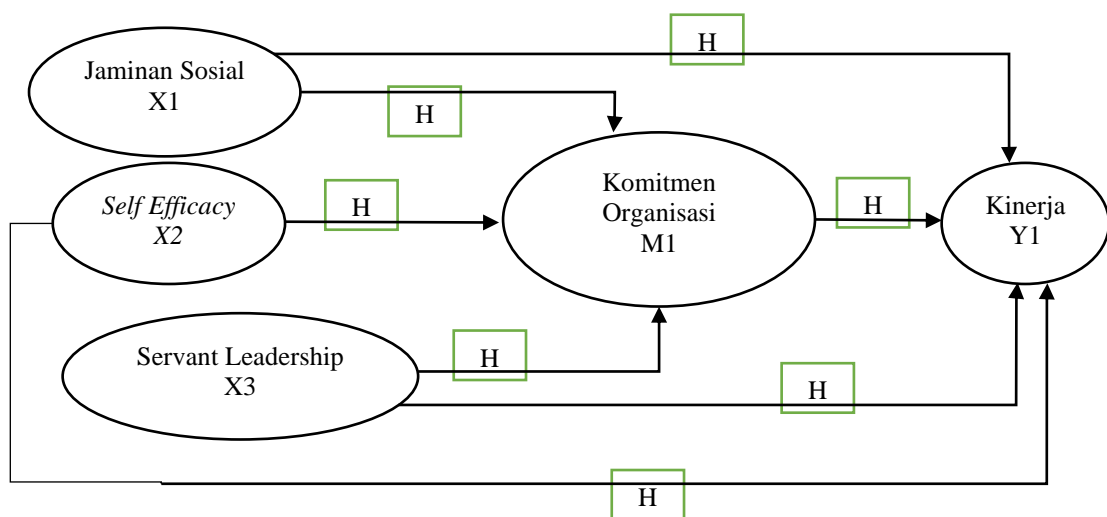 H
Jaminan Sosial
X1
H
Self Efficacy
X2
H
Komitmen
Organisasi
M1
H
Kinerja
Y1
Servant Leadership
X3
H
H
H